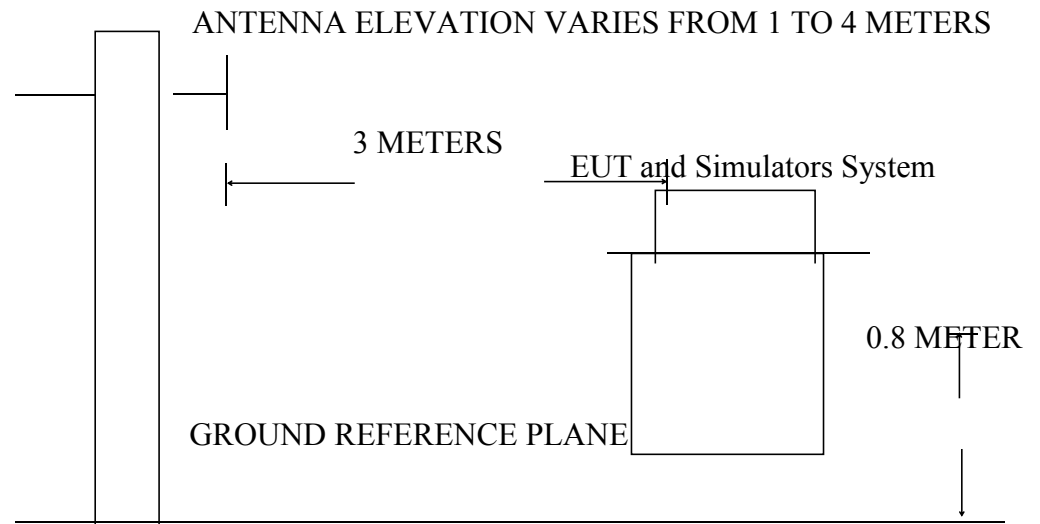 ANTENNA ELEVATION VARIES FROM 1 TO 4 METERS
3 METERS
EUT and Simulators System
0.8 METER
GROUND REFERENCE PLANE